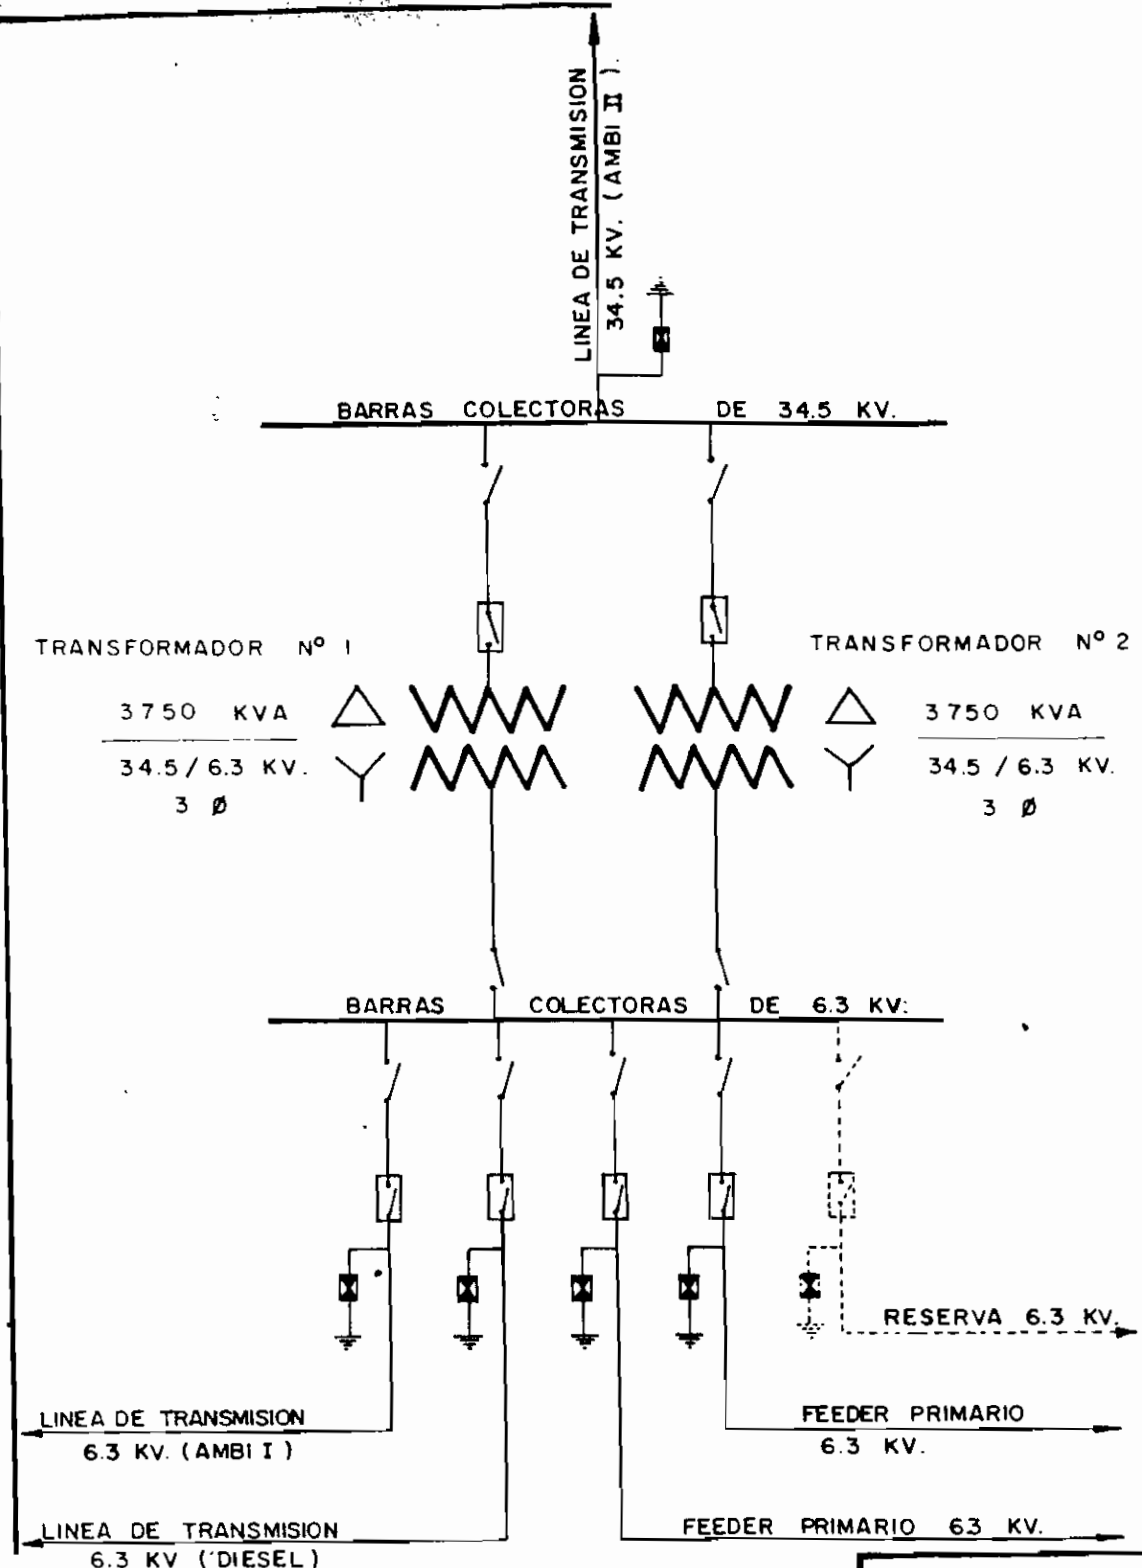 LINEA DE TRANSMISION
34.5 KV. (AMBI II).
BARRAS COLECTORAS DE 34.5 KV.
TRANSFORMADOR Nº 1
3750 KVA
34.5 / 6.3 KV.
3 Ø
TRANSFORMADOR Nº 2
3750 KVA
34.5 / 6.3 KV.
3 Ø
BARRAS COLECTORAS DE 6.3 KV.
RESERVA 6.3 KV.
LINEA DE TRANSMISION
6.3 KV. (AMBI I)
FEEDER PRIMARIO
6.3 KV.
LINEA DE TRANSMISION
6.3 KV (DIESEL)
FEEDER PRIMARIO 63 KV.